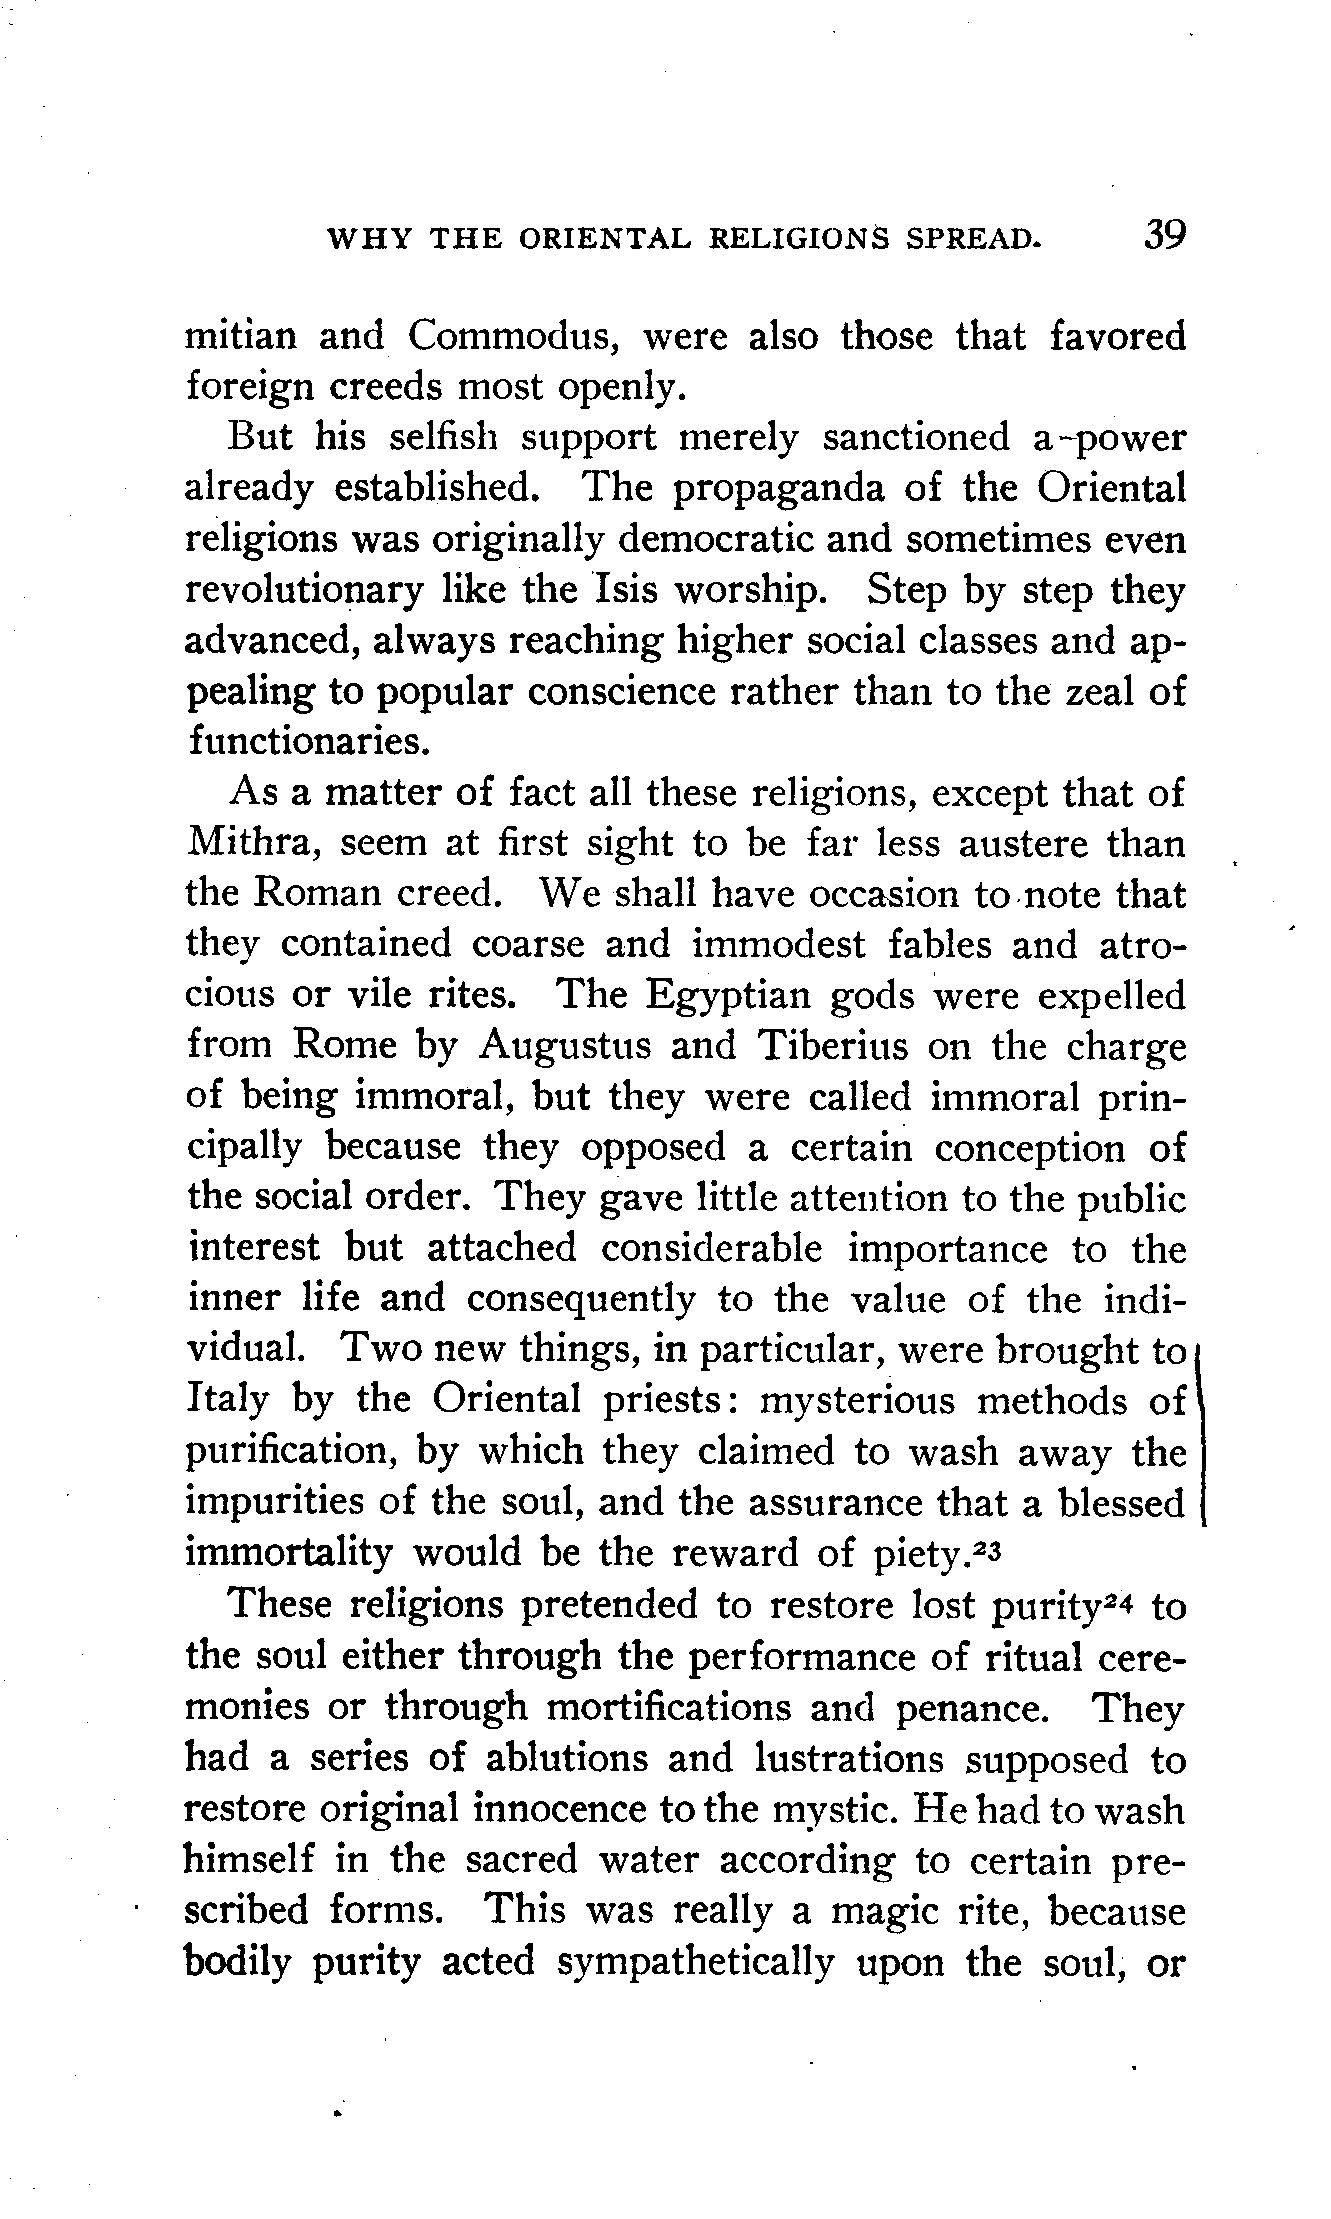 WHY THE ORIENTAL RELIGIONS SPREAD. 39
mitian and Commodus, were also those that favored
foreign creeds most openly.
But his selfish support merely sanctioned a power
already established. The propaganda of the Oriental
religions was originally democratic and sometimes even
revolutionary like the Isis worship. Step by step they
advanced, always reaching higher social classes and ap-
pealing to popular conscience rather than to the zeal of
functionaries.
As a matter of fact all these religions, except that of
Mithra, seem at first sight to be far less austere than
the Roman creed. We shall have occasion to note that
they contained coarse and immodest fables and atro-
cious or vile rites. The Egyptian gods were expelled
from Rome by Augustus and Tiberius on the charge
of being immoral, but they were called immoral prin-
cipally because they opposed a certain conception of
the social order. They gave little attention to the public
interest but attached considerable importance to the
inner life and consequently to the value of the indi-
vidual. Two new things, in particular, were brought to
Italy by the Oriental priests: mysterious methods of
purification, by which they claimed to wash away the
impurities of the soul, and the assurance that a blessed
immortality would be the reward of piety.²³
These religions pretended to restore lost purity²⁴ to
the soul either through the performance of ritual cere-
monies or through mortifications and penance. They
had a series of ablutions and lustrations supposed to
restore original innocence to the mystic. He had to wash
himself in the sacred water according to certain pre-
scribed forms. This was really a magic rite, because
bodily purity acted sympathetically upon the soul, or